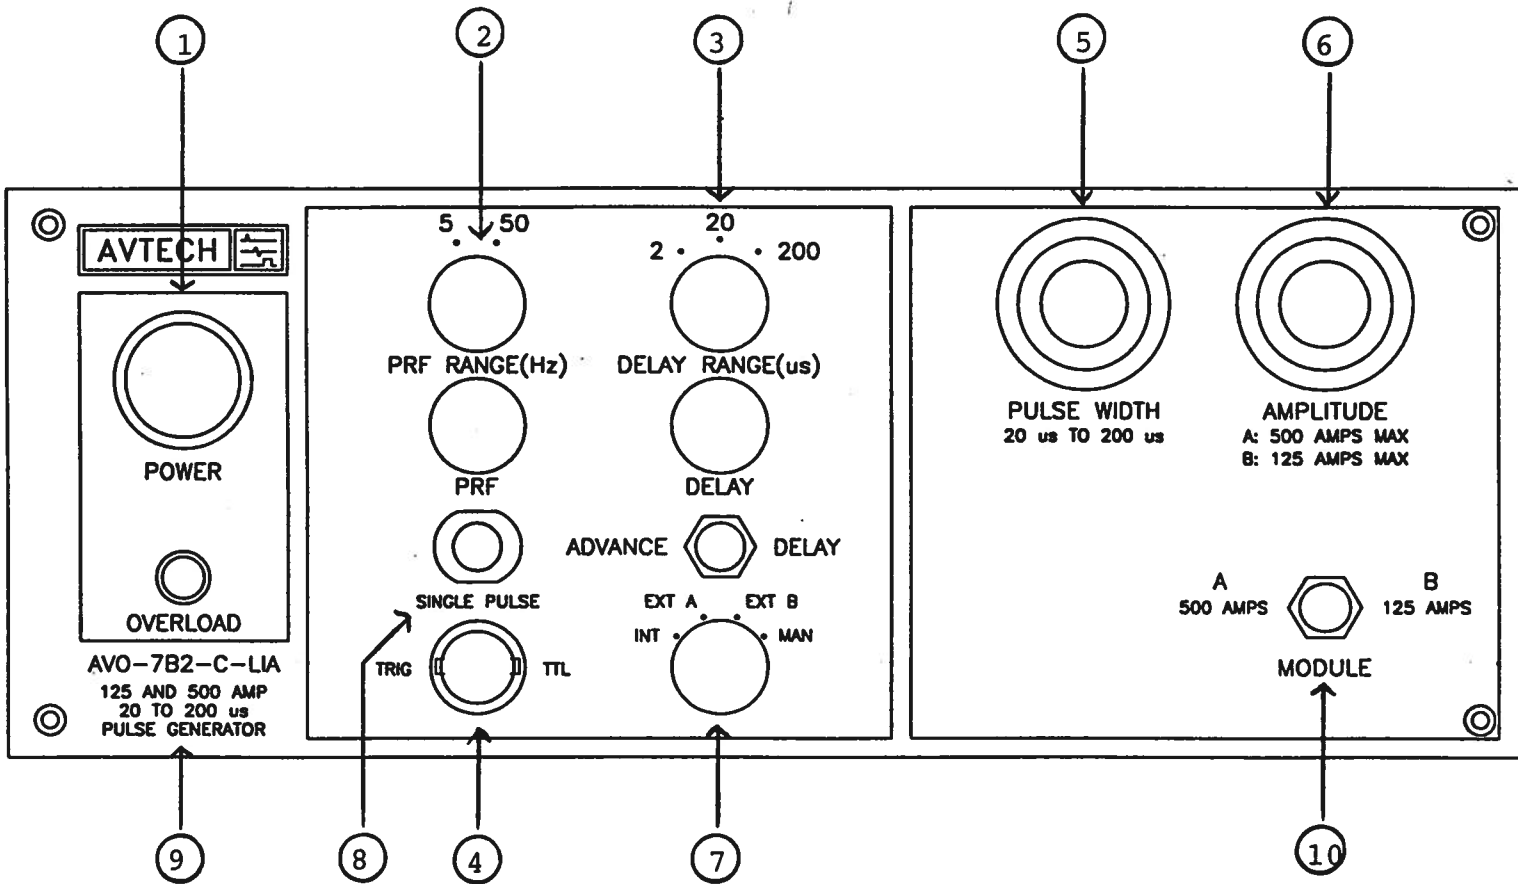 1
2
3
5
6
AVTECH
POWER
OVERLOAD
AVO-7B2-C-LIA
125 AND 500 AMP
20 TO 200 us
PULSE GENERATOR
5 50
PRF RANGE(Hz)
PRF
SINGLE PULSE
TRIG TTL
2 20 200
DELAY RANGE(us)
DELAY
ADVANCE DELAY
INT EXT A EXT B MAN
PULSE WIDTH
20 us TO 200 us
AMPLITUDE
A: 500 AMPS MAX
B: 125 AMPS MAX
A
500 AMPS
B
125 AMPS
MODULE
9
8
4
7
10